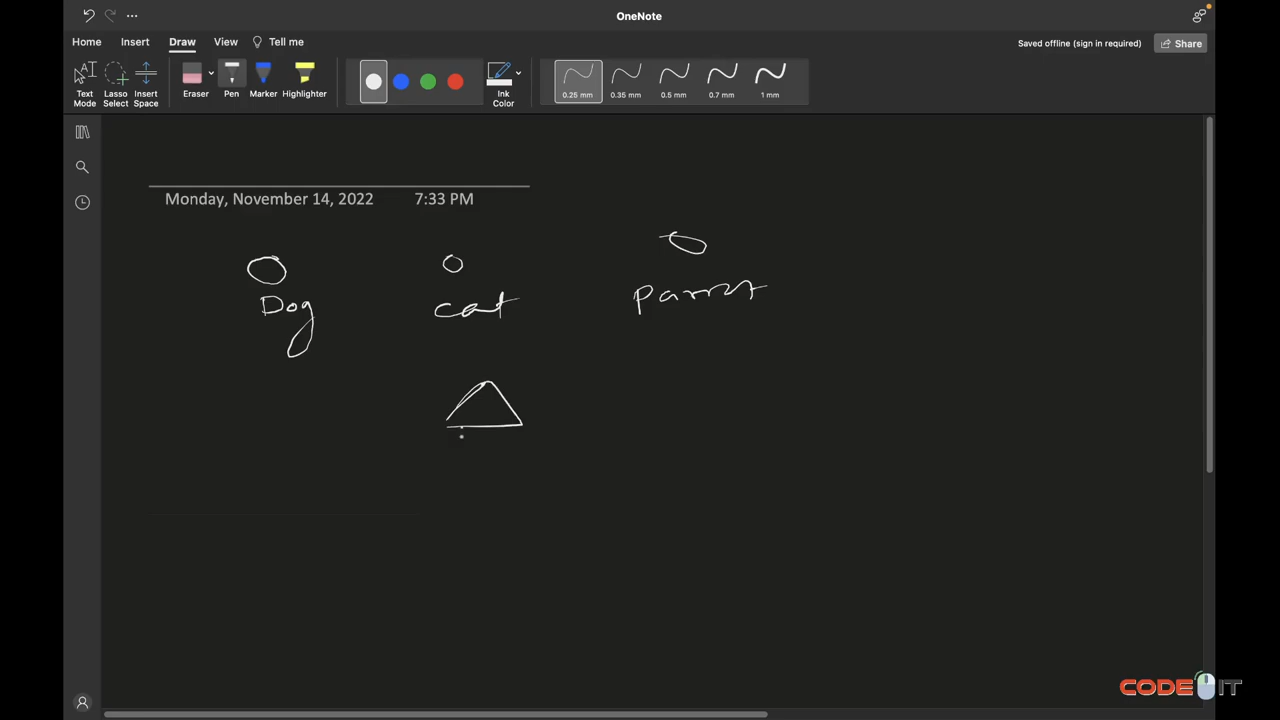 OneNote
Home Insert Draw View Tell me
Saved offline (sign in required) Share
Text Mode
Lasso Select
Insert Space
Eraser
Pen
Marker
Highlighter
Ink Color
0.25 mm 0.35 mm 0.5 mm 0.7 mm 1 mm
Monday, November 14, 2022 7:33 PM
Dog cat parrot
CODE IT